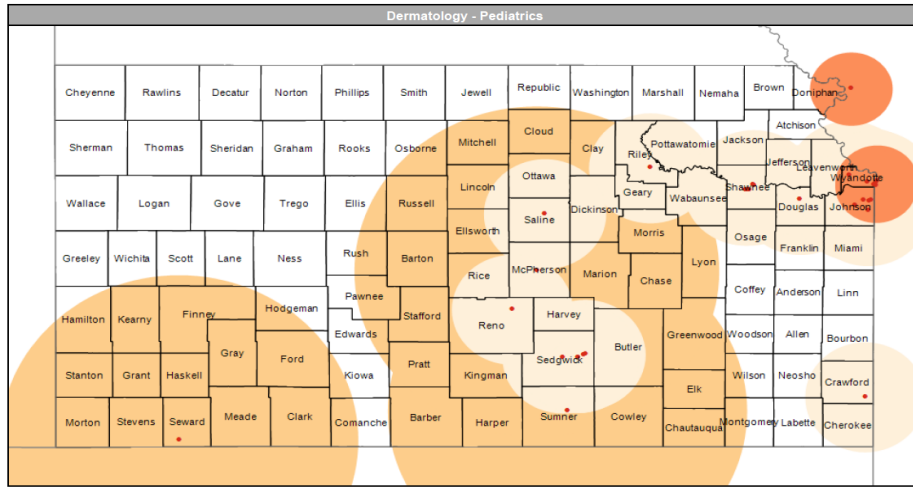 Dermatology - Pediatrics
Cheyenne Rawlins Decatur Norton Phillips Smith Jewell Republic Washington Marshall Nemaha Brown Doniphan
Atchison
Sherman Thomas Sheridan Graham Rooks Osborne Mitchell Cloud Clay Riley Pottawatomie Jackson Jefferson Leavenworth
Wyandotte
Wallace Logan Gove Trego Ellis Russell Lincoln Ottawa Geary Wabaunsee Shawnee Douglas Johnson
Saline Dickinson
Greeley Wichita Scott Lane Ness Rush Barton Ellsworth Morris Osage Franklin Miami
Rice McPherson Marion Chase Lyon
Hamilton Kearny Finney Hodgeman Pawnee Stafford Reno Harvey Coffey Anderson Linn
Edwards
Gray Ford Sedgwick Butler Greenwood Woodson Allen Bourbon
Stanton Grant Haskell Kiowa Pratt Kingman Elk Wilson Neosho Crawford
Morton Stevens Seward Meade Clark Comanche Barber Harper Sumner Cowley Chautauqua Montgomery Labette Cherokee